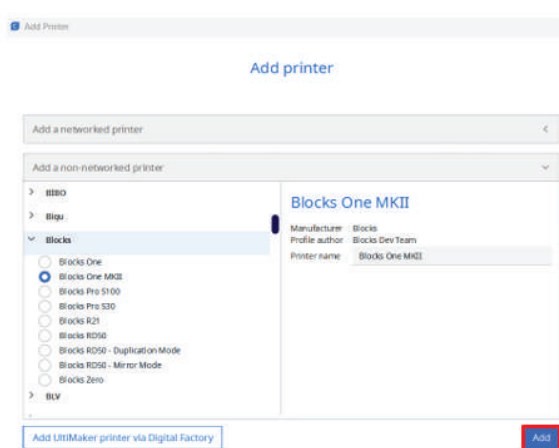 Add Printer
Add printer
Add a networked printer
Add a non-networked printer
BIBO
Biqu
Blocks
Blocks One
Blocks One MKII
Blocks Pro S100
Blocks Pro S30
Blocks R21
Blocks RD50
Blocks RD50 - Duplication Mode
Blocks RD50 - Mirror Mode
Blocks Zero
BLV
Blocks One MKII
Manufacturer Blocks
Profile author Blocks Dev Team
Printer name Blocks One MKII
Add UltiMaker printer via Digital Factory
Add